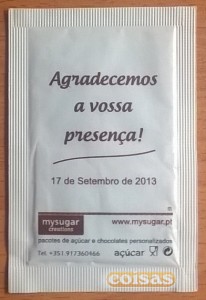 Agradecemos
a vossa
presença!
17 de Setembro de 2013
®
mysugar
creations
www.mysugar.pt
pacotes de açúcar e chocolates personalizados
Tel. +351.917360466
açúcar
coisas